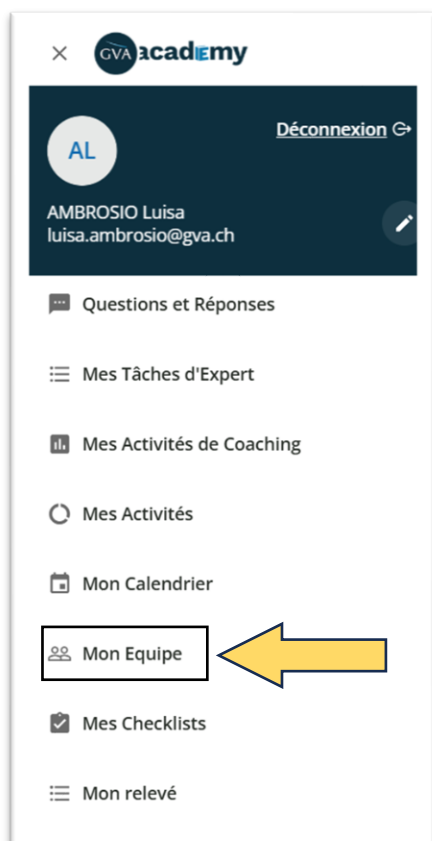 GVA academy
Déconnexion
AL
AMBROSIO Luisa
luisa.ambrosio@gva.ch
Questions et Réponses
Mes Tâches d'Expert
Mes Activités de Coaching
Mes Activités
Mon Calendrier
Mon Equipe
Mes Checklists
Mon relevé